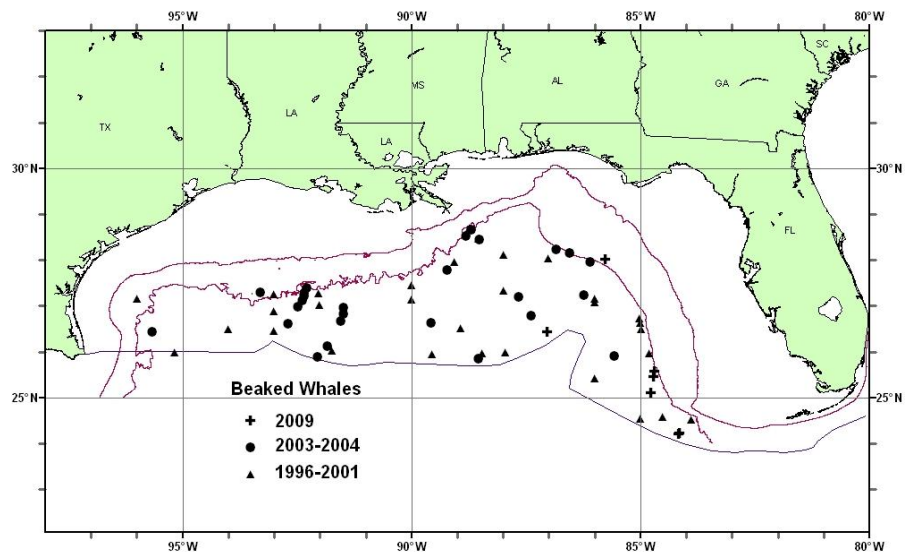 95°W 90°W 85°W 80°W
SC
MS AL GA
TX LA
LA
30°N 30°N
FL
25°N 25°N
Beaked Whales
2009
2003-2004
1996-2001
95°W 90°W 85°W 80°W